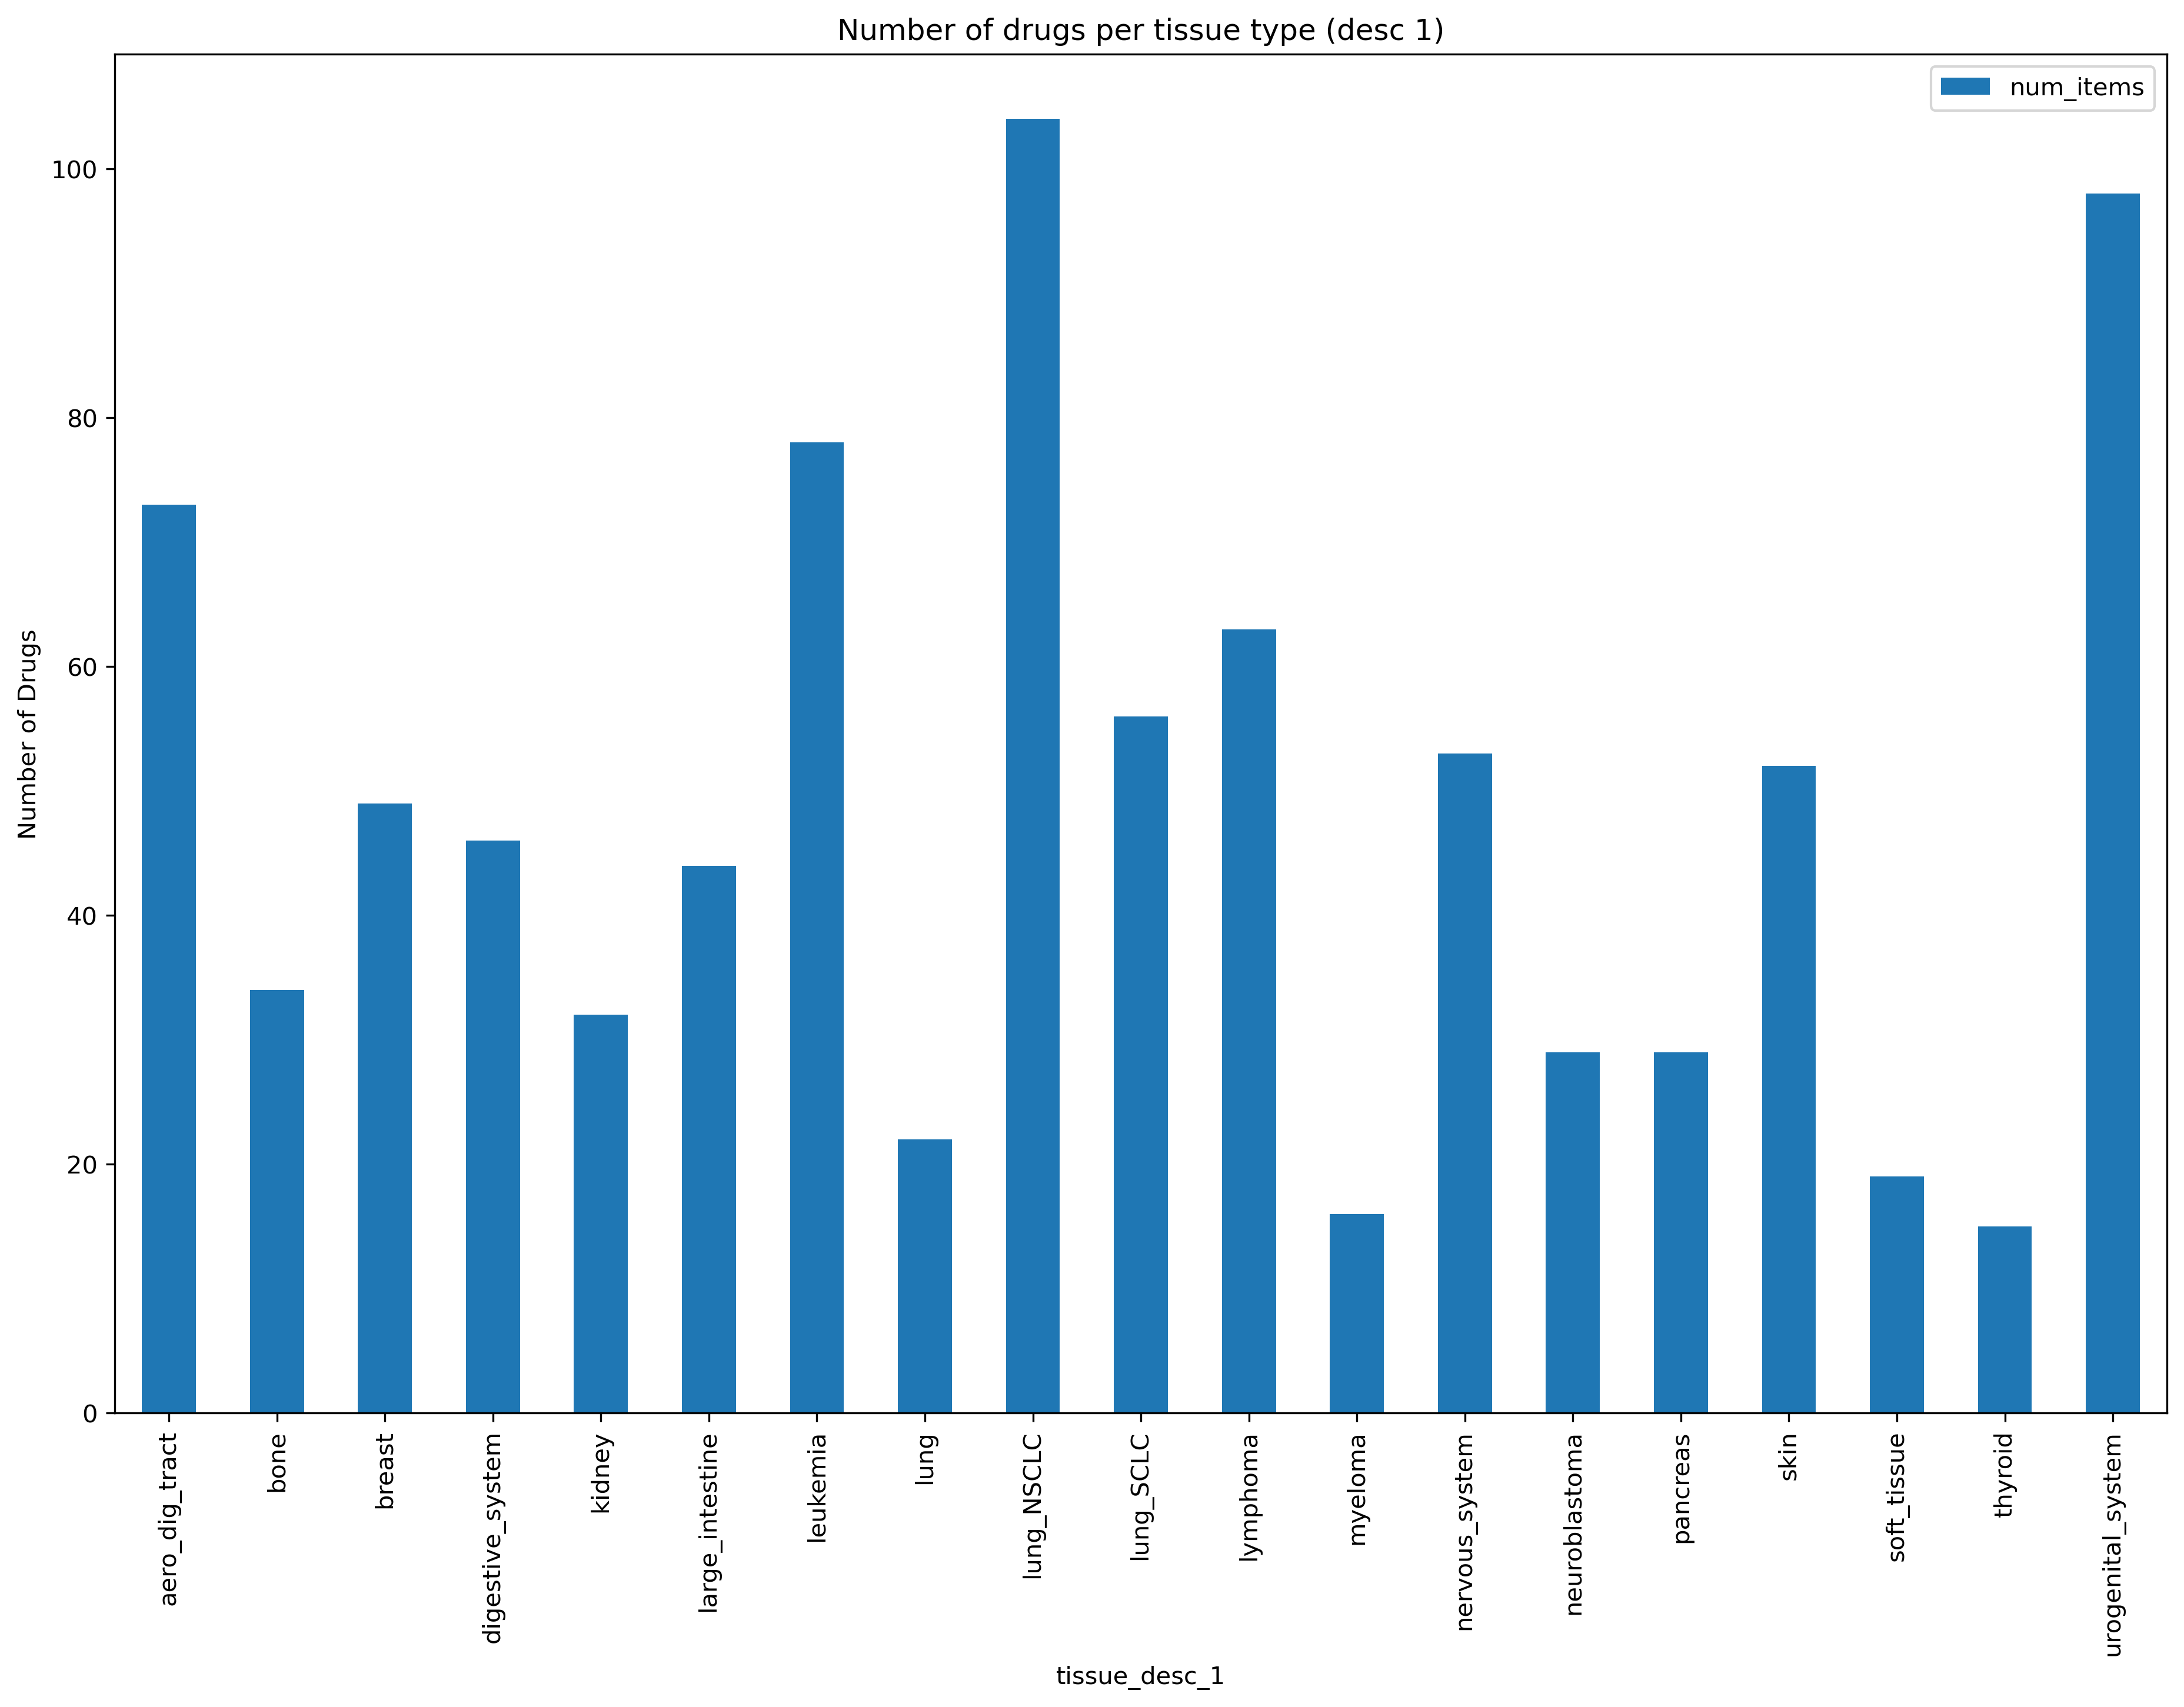 Number of drugs per tissue type (desc 1)
num_items
Number of Drugs
100
80
60
40
20
0
aero_dig_tract
bone
breast
digestive_system
kidney
large_intestine
leukemia
lung
lung_NSCLC
lung_SCLC
lymphoma
myeloma
nervous_system
neuroblastoma
pancreas
skin
soft_tissue
thyroid
urogenital_system
tissue_desc_1